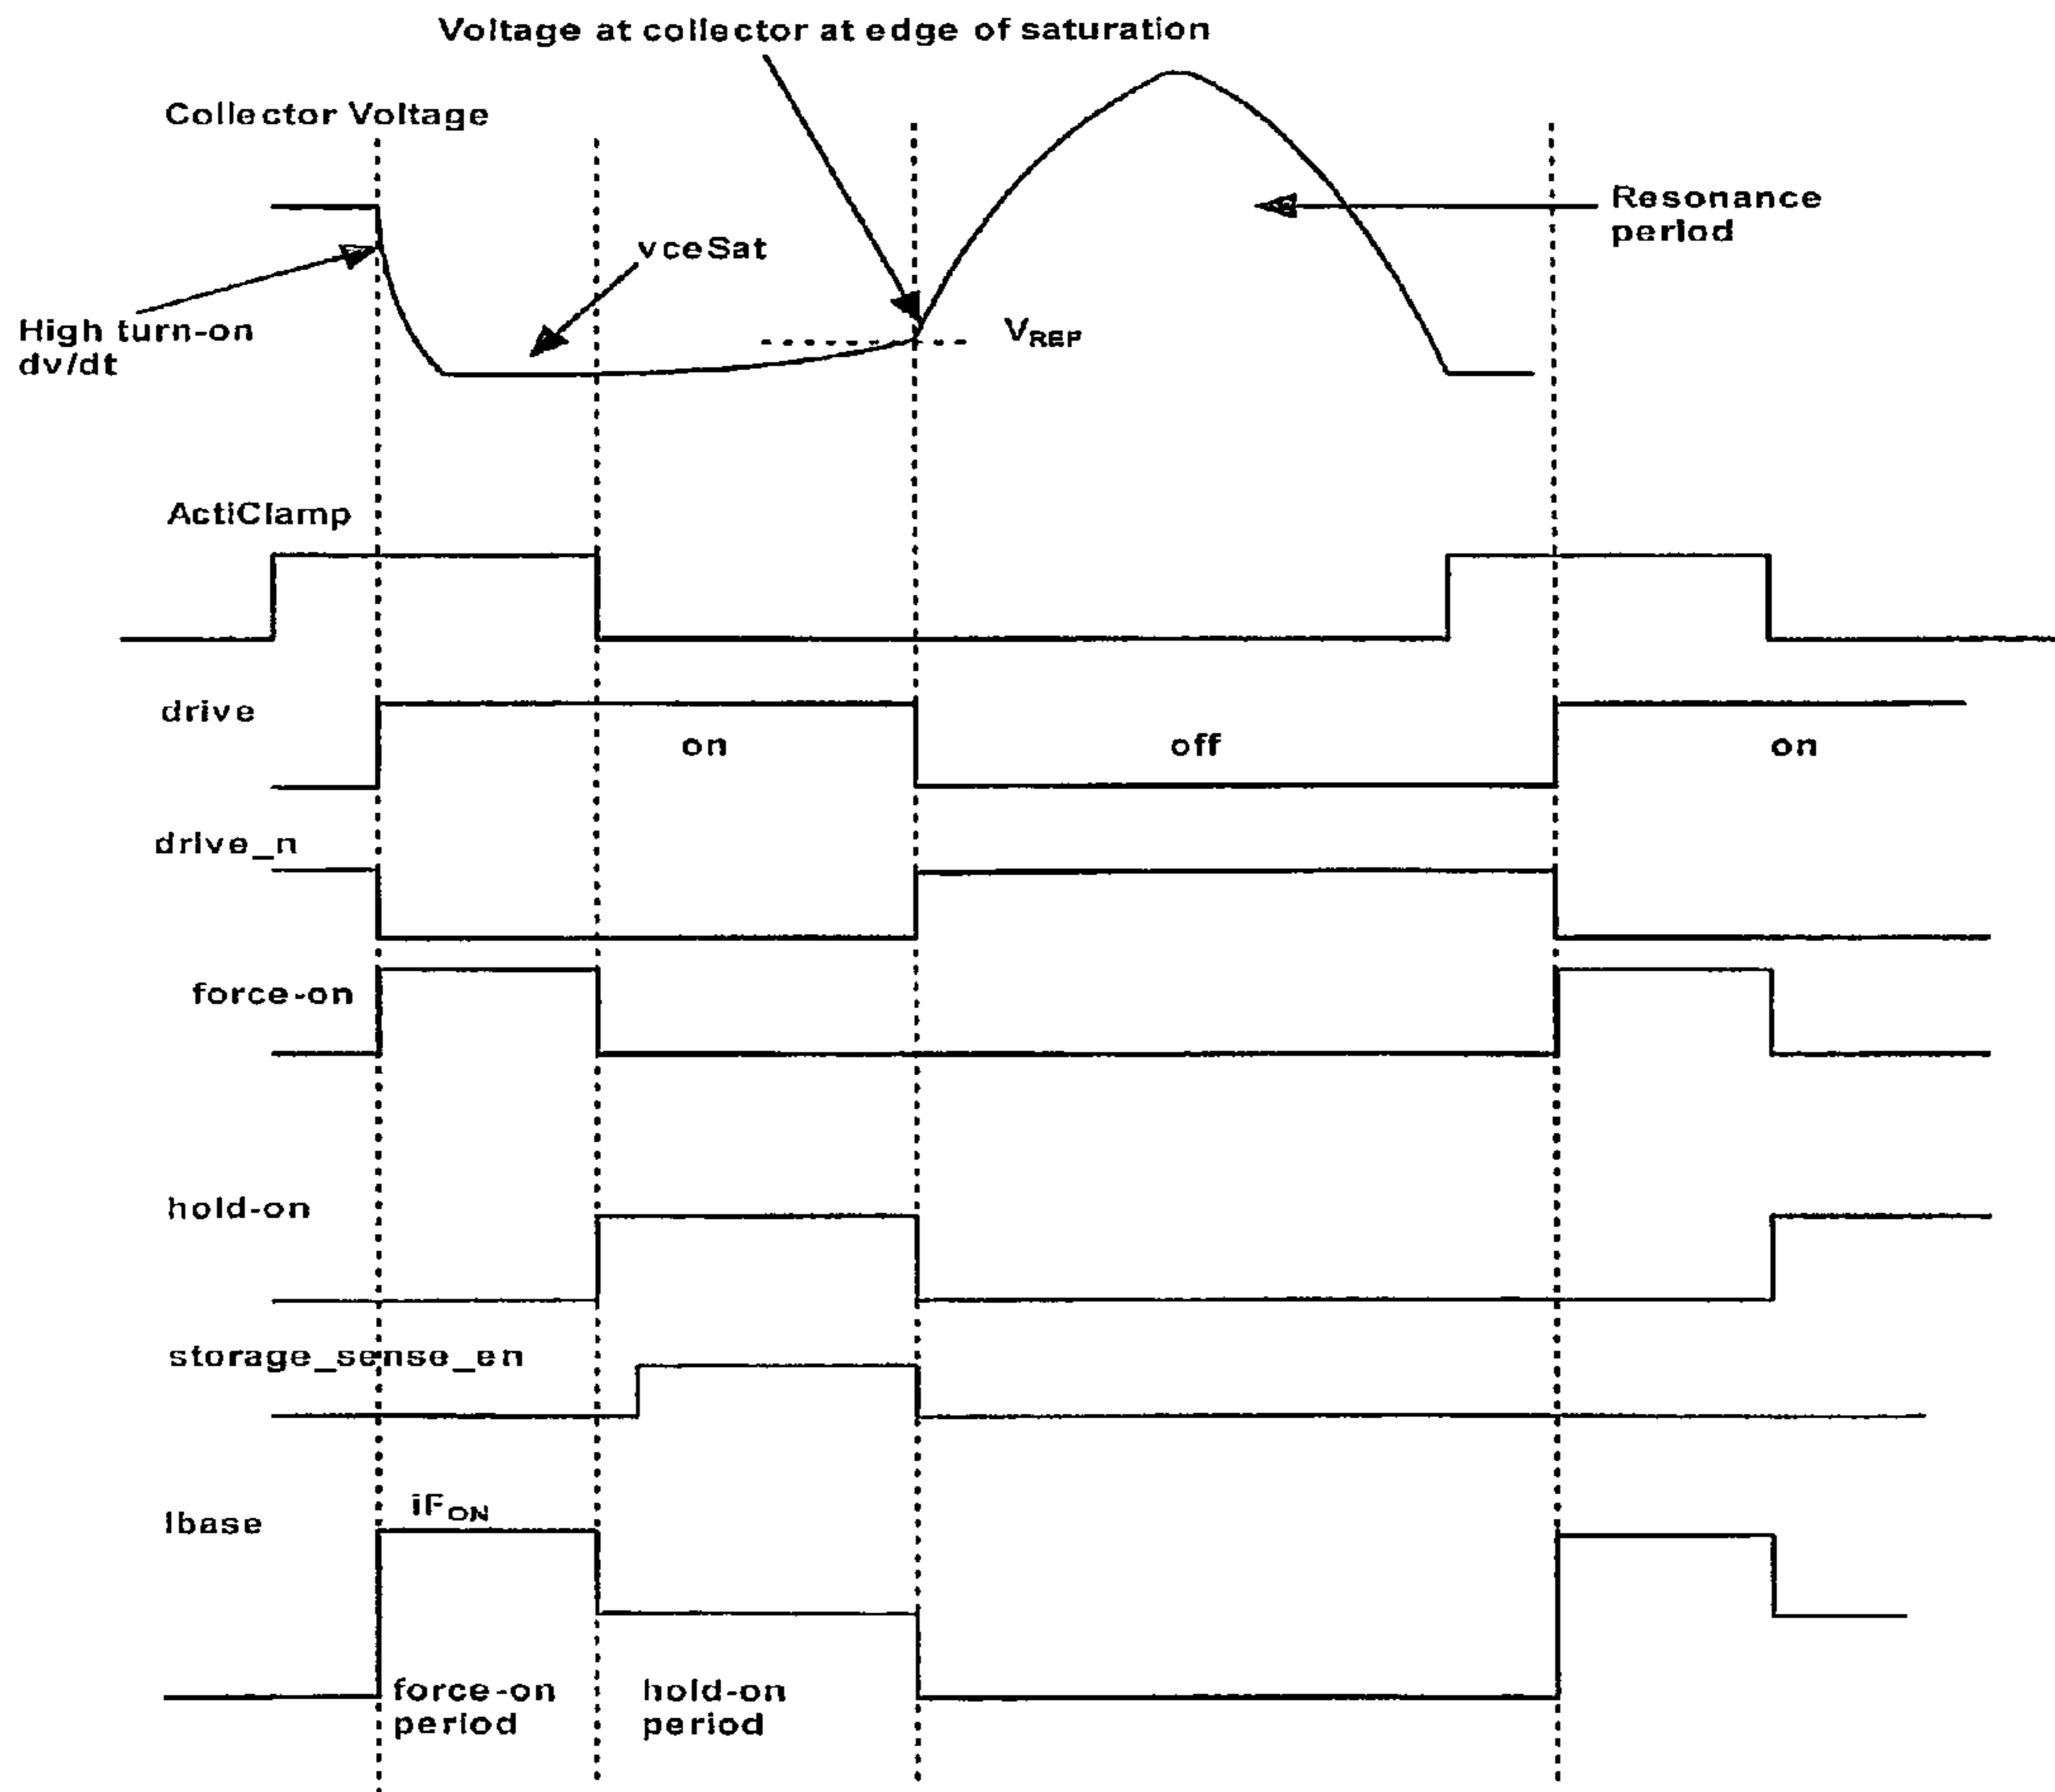 Voltage at collector at edge of saturation
Collector Voltage
Resonance
period
vceSat
High turn-on
dv/dt
VREF
ActiClamp
drive
on
off
on
drive_n
force-on
hold-on
storage_sense_en
iFON
Ibase
force-on
period
hold-on
period